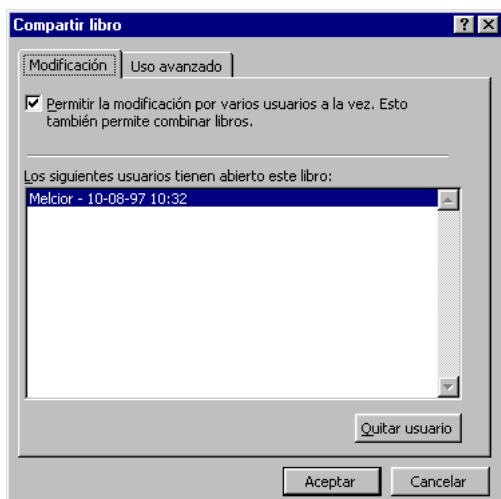 Compartir libro
Modificación
Uso avanzado
Permitir la modificación por varios usuarios a la vez. Esto
también permite combinar libros.
Los siguientes usuarios tienen abierto este libro:
Melcior - 10-08-97 10:32
Quitar usuario
Aceptar
Cancelar